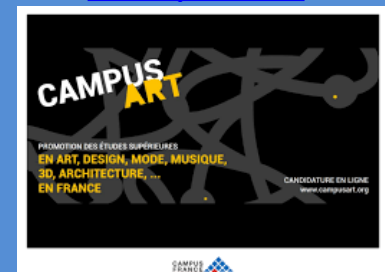 CAMPUS
ART
PROMOTION DES ÉTUDES SUPÉRIEURES
EN ART, DESIGN, MODE, MUSIQUE,
3D, ARCHITECTURE, ...
EN FRANCE
CANDIDATURE EN LIGNE
www.campusart.org
CAMPUS
FRANCE